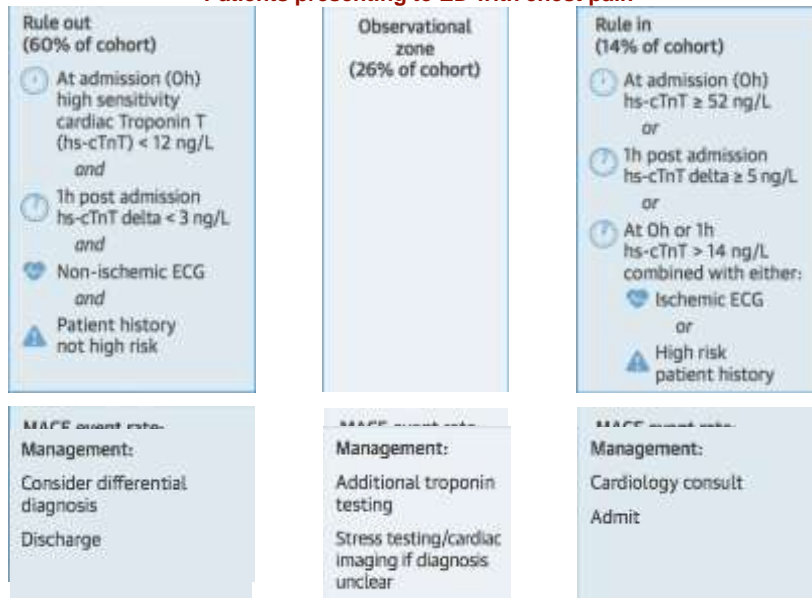 Patients presenting to ED with chest pain
Rule out
(60% of cohort)
At admission (0h)
high sensitivity
cardiac Troponin T
(hs-cTnT) < 12 ng/L
and
1h post admission
hs-cTnT delta < 3 ng/L
and
Non-ischemic ECG
and
Patient history
not high risk
Observational
zone
(26% of cohort)
Rule in
(14% of cohort)
At admission (0h)
hs-cTnT ≥ 52 ng/L
or
1h post admission
hs-cTnT delta ≥ 5 ng/L
or
At 0h or 1h
hs-cTnT > 14 ng/L
combined with either:
Ischemic ECG
or
High risk
patient history
MACE event rate:
Management:
Consider differential
diagnosis
Discharge
MACE event rate
Management:
Additional troponin
testing
Stress testing/cardiac
imaging if diagnosis
unclear
MACE event rate:
Management:
Cardiology consult
Admit